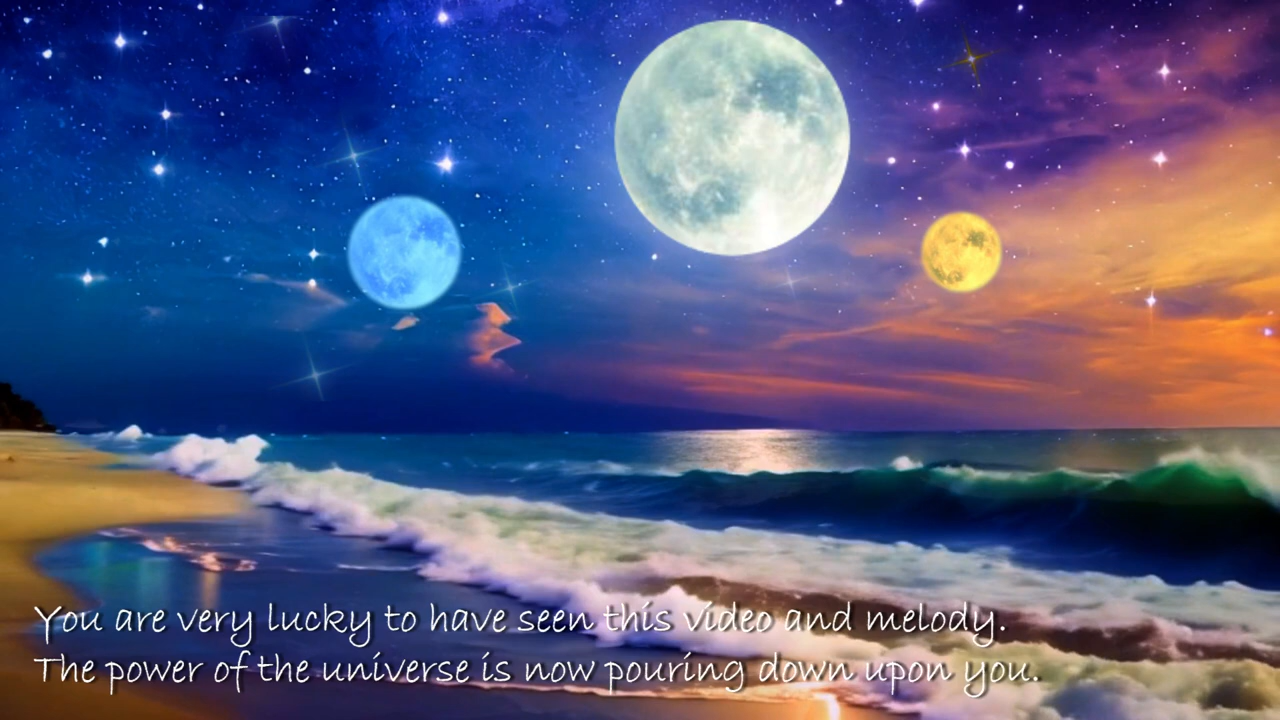 You are very lucky to have seen this video and melody.
The power of the universe is now pouring down upon you.